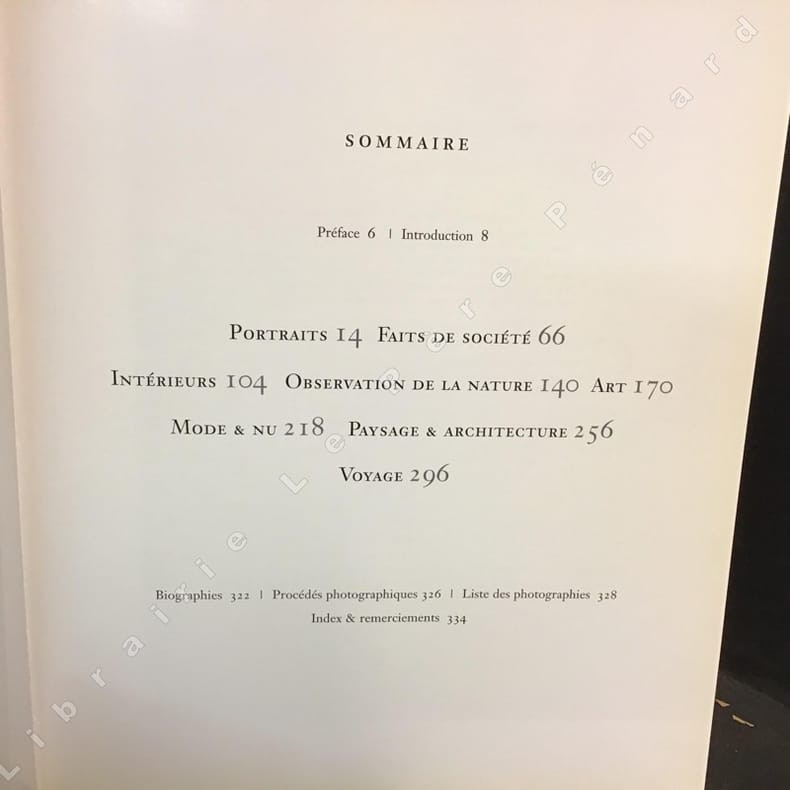 SOMMAIRE
Préface 6 | Introduction 8
PORTRAITS 14 FAITS DE SOCIÉTÉ 66
INTÉRIEURS 104 OBSERVATION DE LA NATURE 140 ART 170
MODE & NU 218 PAYSAGE & ARCHITECTURE 256
VOYAGE 296
Biographies 322 | Procédés photographiques 326 | Liste des photographies 328
Index & remerciements 334
Librairie Le Père Pénard